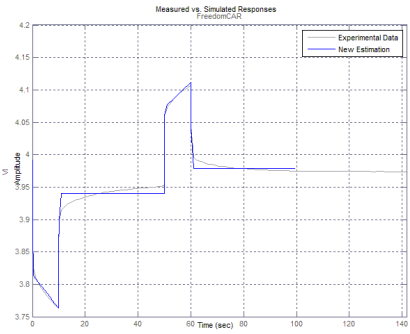 Measured vs. Simulated Responses
FreedomCAR
4.2
4.15
4.1
4.05
4
3.95
3.9
3.85
3.8
3.75
Amplitude
Experimental Data
New Estimation
0 20 40 60 80 100 120 140
Time (sec)